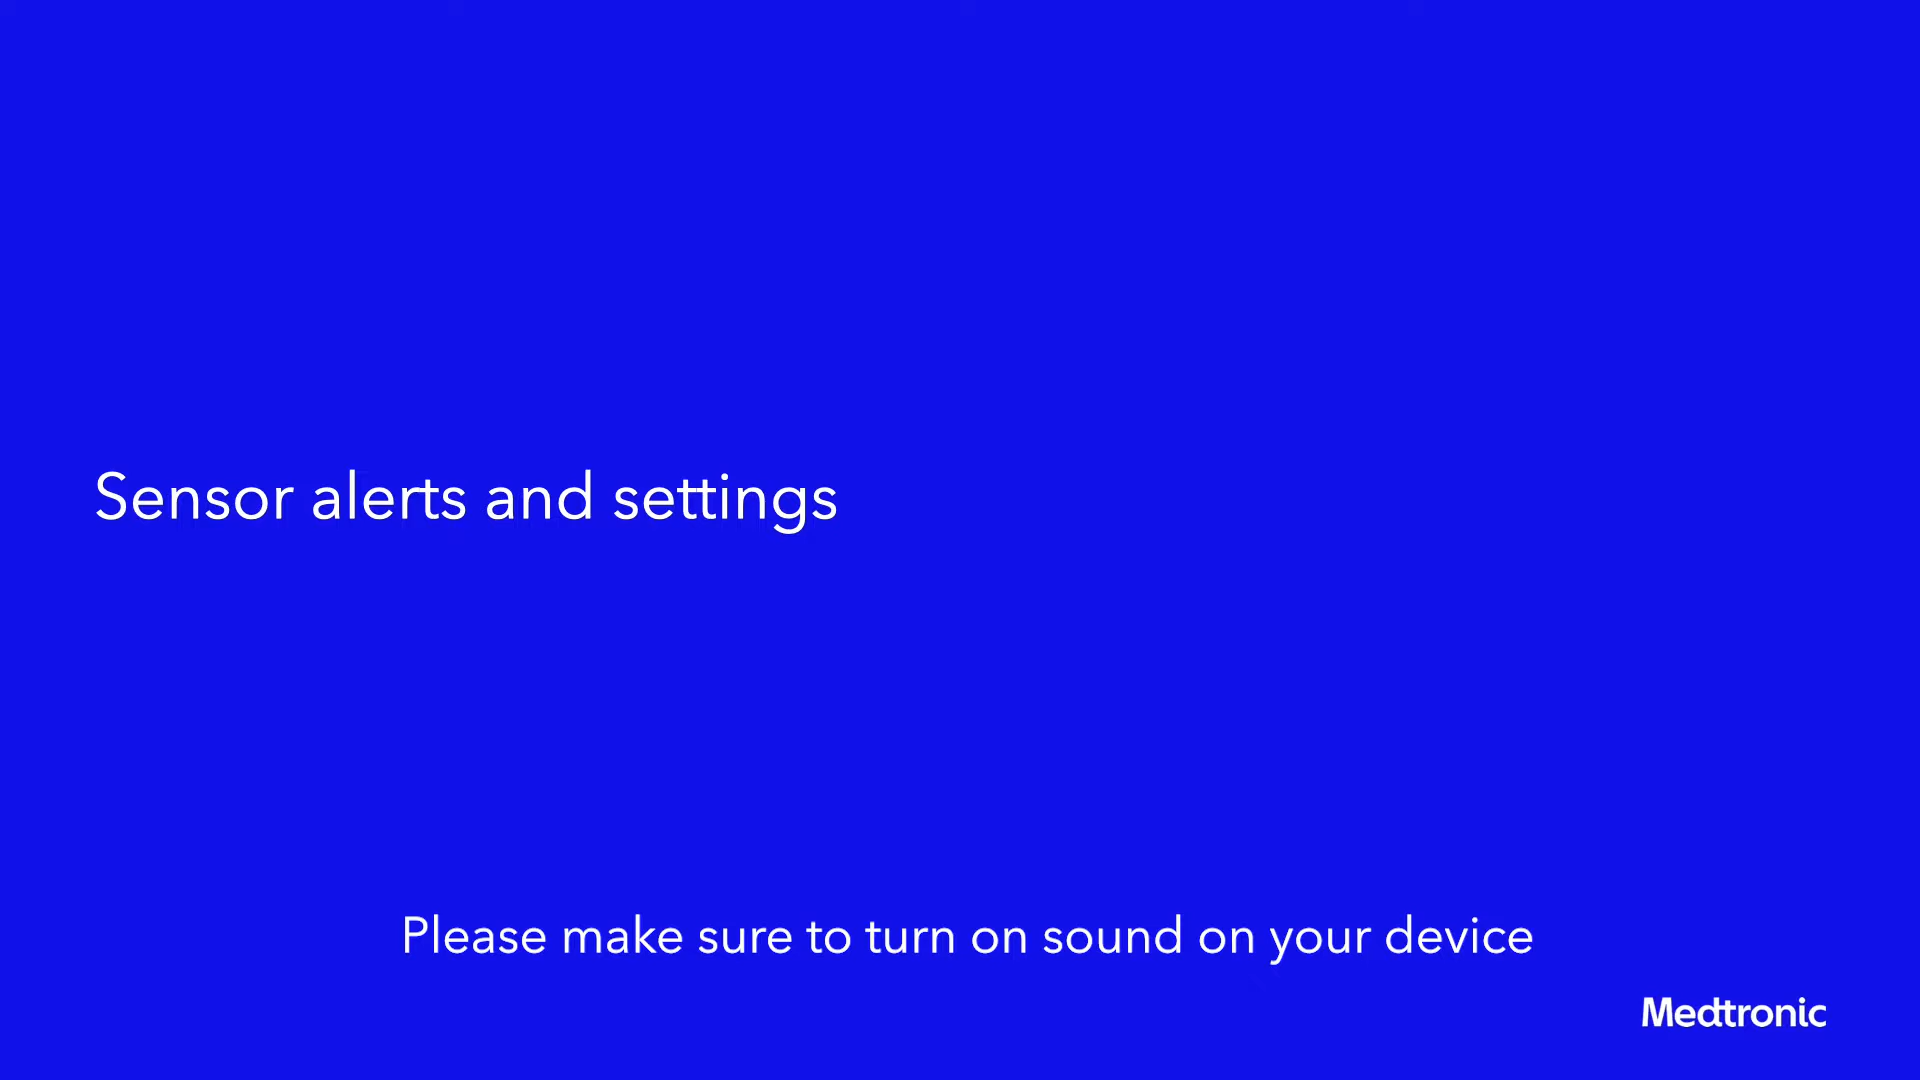 Sensor alerts and settings
Please make sure to turn on sound on your device
Medtronic